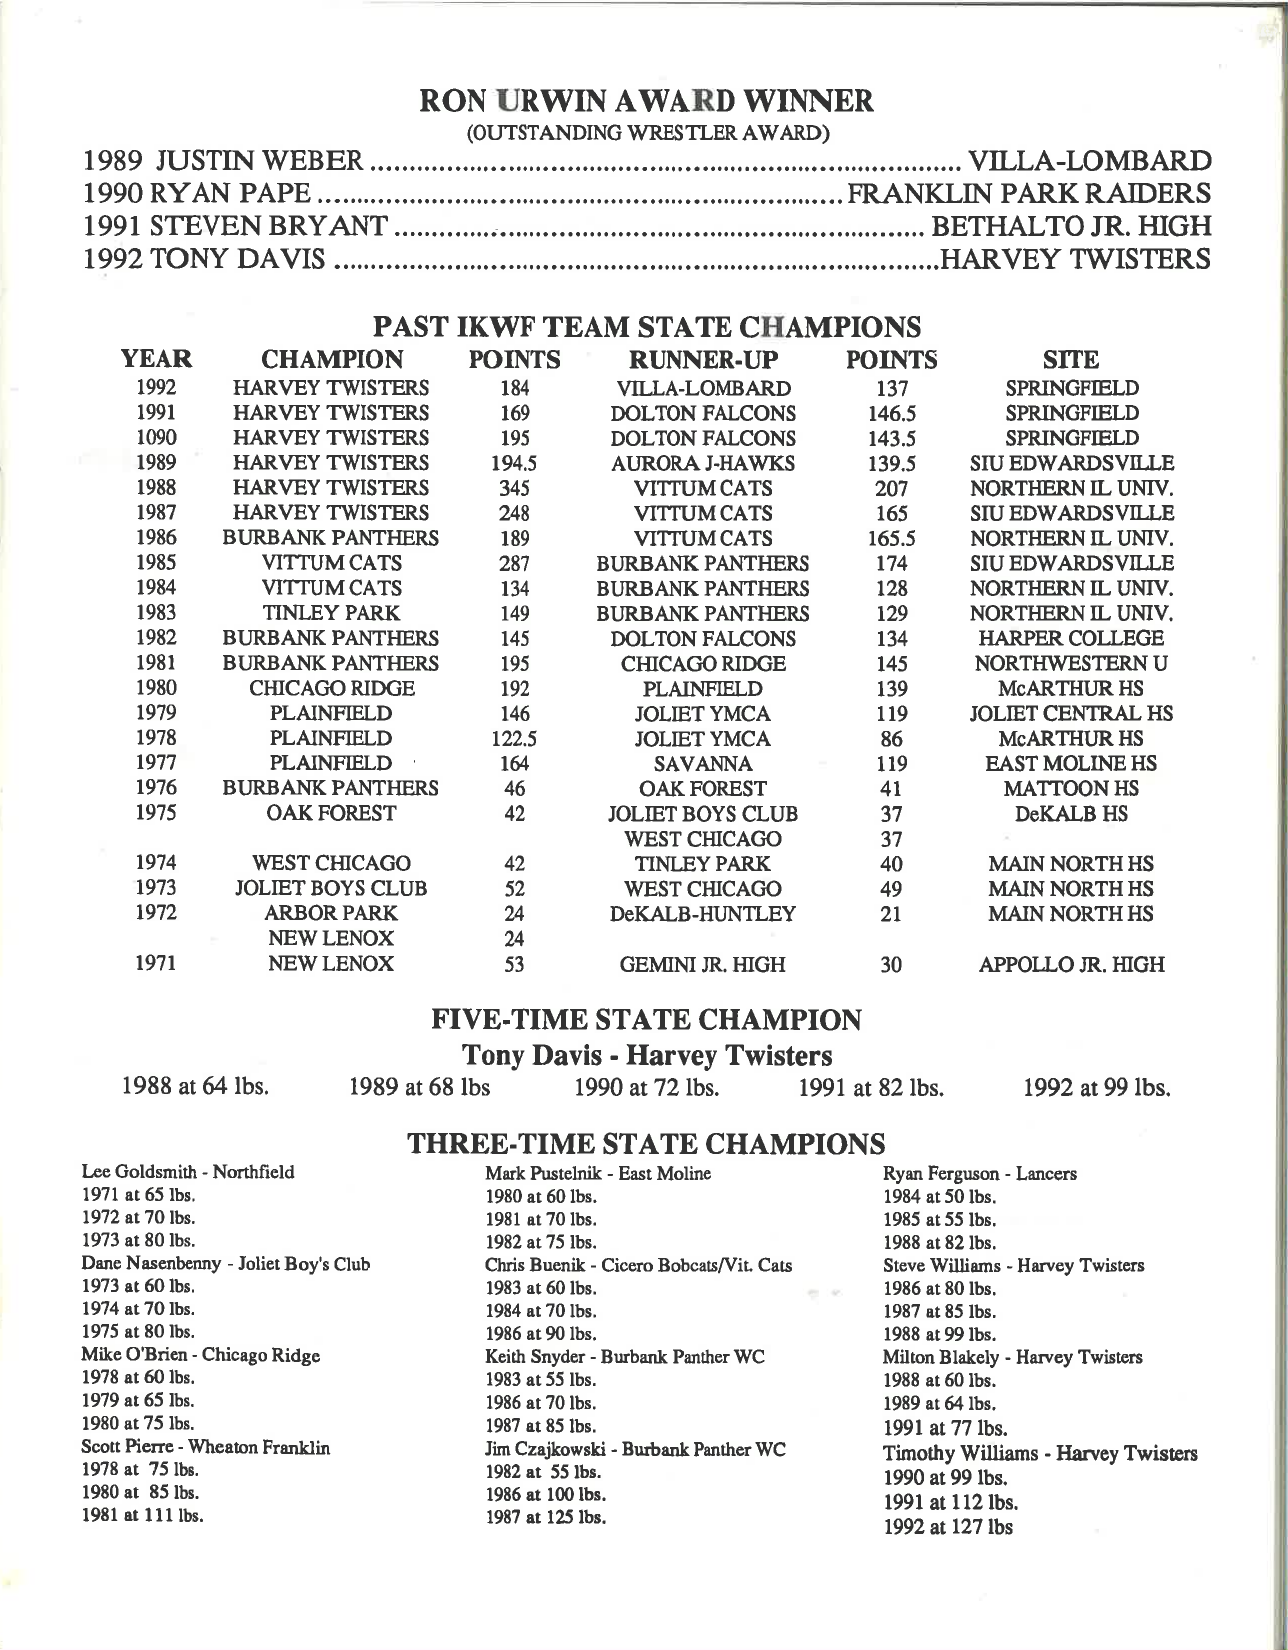 RON URWIN AWARD WINNER
(OUTSTANDING WRESTLER AWARD)
1989 JUSTIN WEBER ........................................................................... VILLA-LOMBARD
1990 RYAN PAPE ...................................................................... FRANKLIN PARK RAIDERS
1991 STEVEN BRYANT ...................................................................... BETHALTO JR. HIGH
1992 TONY DAVIS ..................................................................................HARVEY TWISTERS
PAST IKWF TEAM STATE CHAMPIONS
YEAR CHAMPION POINTS RUNNER-UP POINTS SITE
1992 HARVEY TWISTERS 184 VILLA-LOMBARD 137 SPRINGFIELD
1991 HARVEY TWISTERS 169 DOLTON FALCONS 146.5 SPRINGFIELD
1090 HARVEY TWISTERS 195 DOLTON FALCONS 143.5 SPRINGFIELD
1989 HARVEY TWISTERS 194.5 AURORA J-HAWKS 139.5 SIU EDWARDSVILLE
1988 HARVEY TWISTERS 345 VITTUM CATS 207 NORTHERN IL UNIV.
1987 HARVEY TWISTERS 248 VITTUM CATS 165 SIU EDWARDSVILLE
1986 BURBANK PANTHERS 189 VITTUM CATS 165.5 NORTHERN IL UNIV.
1985 VITTUM CATS 287 BURBANK PANTHERS 174 SIU EDWARDSVILLE
1984 VITTUM CATS 134 BURBANK PANTHERS 128 NORTHERN IL UNIV.
1983 TINLEY PARK 149 BURBANK PANTHERS 129 NORTHERN IL UNIV.
1982 BURBANK PANTHERS 145 DOLTON FALCONS 134 HARPER COLLEGE
1981 BURBANK PANTHERS 195 CHICAGO RIDGE 145 NORTHWESTERN U
1980 CHICAGO RIDGE 192 PLAINFIELD 139 McARTHUR HS
1979 PLAINFIELD 146 JOLIET YMCA 119 JOLIET CENTRAL HS
1978 PLAINFIELD 122.5 JOLIET YMCA 86 McARTHUR HS
1977 PLAINFIELD 164 SAVANNA 119 EAST MOLINE HS
1976 BURBANK PANTHERS 46 OAK FOREST 41 MATTOON HS
1975 OAK FOREST 42 JOLIET BOYS CLUB 37 DeKALB HS
WEST CHICAGO 37
1974 WEST CHICAGO 42 TINLEY PARK 40 MAIN NORTH HS
1973 JOLIET BOYS CLUB 52 WEST CHICAGO 49 MAIN NORTH HS
1972 ARBOR PARK 24 DeKALB-HUNTLEY 21 MAIN NORTH HS
NEW LENOX 24
1971 NEW LENOX 53 GEMINI JR. HIGH 30 APPOLLO JR. HIGH
FIVE-TIME STATE CHAMPION
Tony Davis - Harvey Twisters
1988 at 64 lbs. 1989 at 68 lbs 1990 at 72 lbs. 1991 at 82 lbs. 1992 at 99 lbs.
THREE-TIME STATE CHAMPIONS
Lee Goldsmith - Northfield
1971 at 65 lbs.
1972 at 70 lbs.
1973 at 80 lbs.
Dane Nasenbenny - Joliet Boy's Club
1973 at 60 lbs.
1974 at 70 lbs.
1975 at 80 lbs.
Mike O'Brien - Chicago Ridge
1978 at 60 lbs.
1979 at 65 lbs.
1980 at 75 lbs.
Scott Pierre - Wheaton Franklin
1978 at 75 lbs.
1980 at 85 lbs.
1981 at 111 lbs.
Mark Pustelnik - East Moline
1980 at 60 lbs.
1981 at 70 lbs.
1982 at 75 lbs.
Chris Buenik - Cicero Bobcats/Vit. Cats
1983 at 60 lbs.
1984 at 70 lbs.
1986 at 90 lbs.
Keith Snyder - Burbank Panther WC
1983 at 55 lbs.
1986 at 70 lbs.
1987 at 85 lbs.
Jim Czajkowski - Burbank Panther WC
1982 at 55 lbs.
1986 at 100 lbs.
1987 at 125 lbs.
Ryan Ferguson - Lancers
1984 at 50 lbs.
1985 at 55 lbs.
1988 at 82 lbs.
Steve Williams - Harvey Twisters
1986 at 80 lbs.
1987 at 85 lbs.
1988 at 99 lbs.
Milton Blakely - Harvey Twisters
1988 at 60 lbs.
1989 at 64 lbs.
1991 at 77 lbs.
Timothy Williams - Harvey Twisters
1990 at 99 lbs.
1991 at 112 lbs.
1992 at 127 lbs